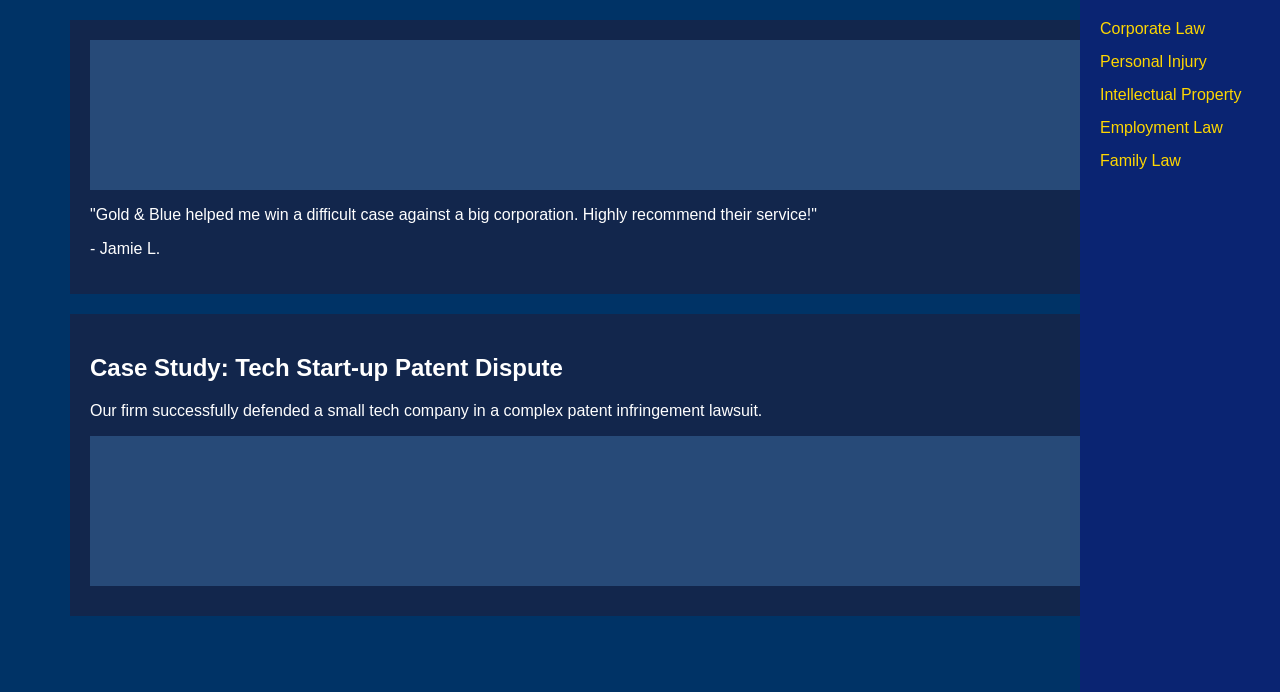 "Gold & Blue helped me win a difficult case against a big corporation. Highly recommend their service!"
- Jamie L.
Case Study: Tech Start-up Patent Dispute
Our firm successfully defended a small tech company in a complex patent infringement lawsuit.
Corporate Law
Personal Injury
Intellectual Property
Employment Law
Family Law